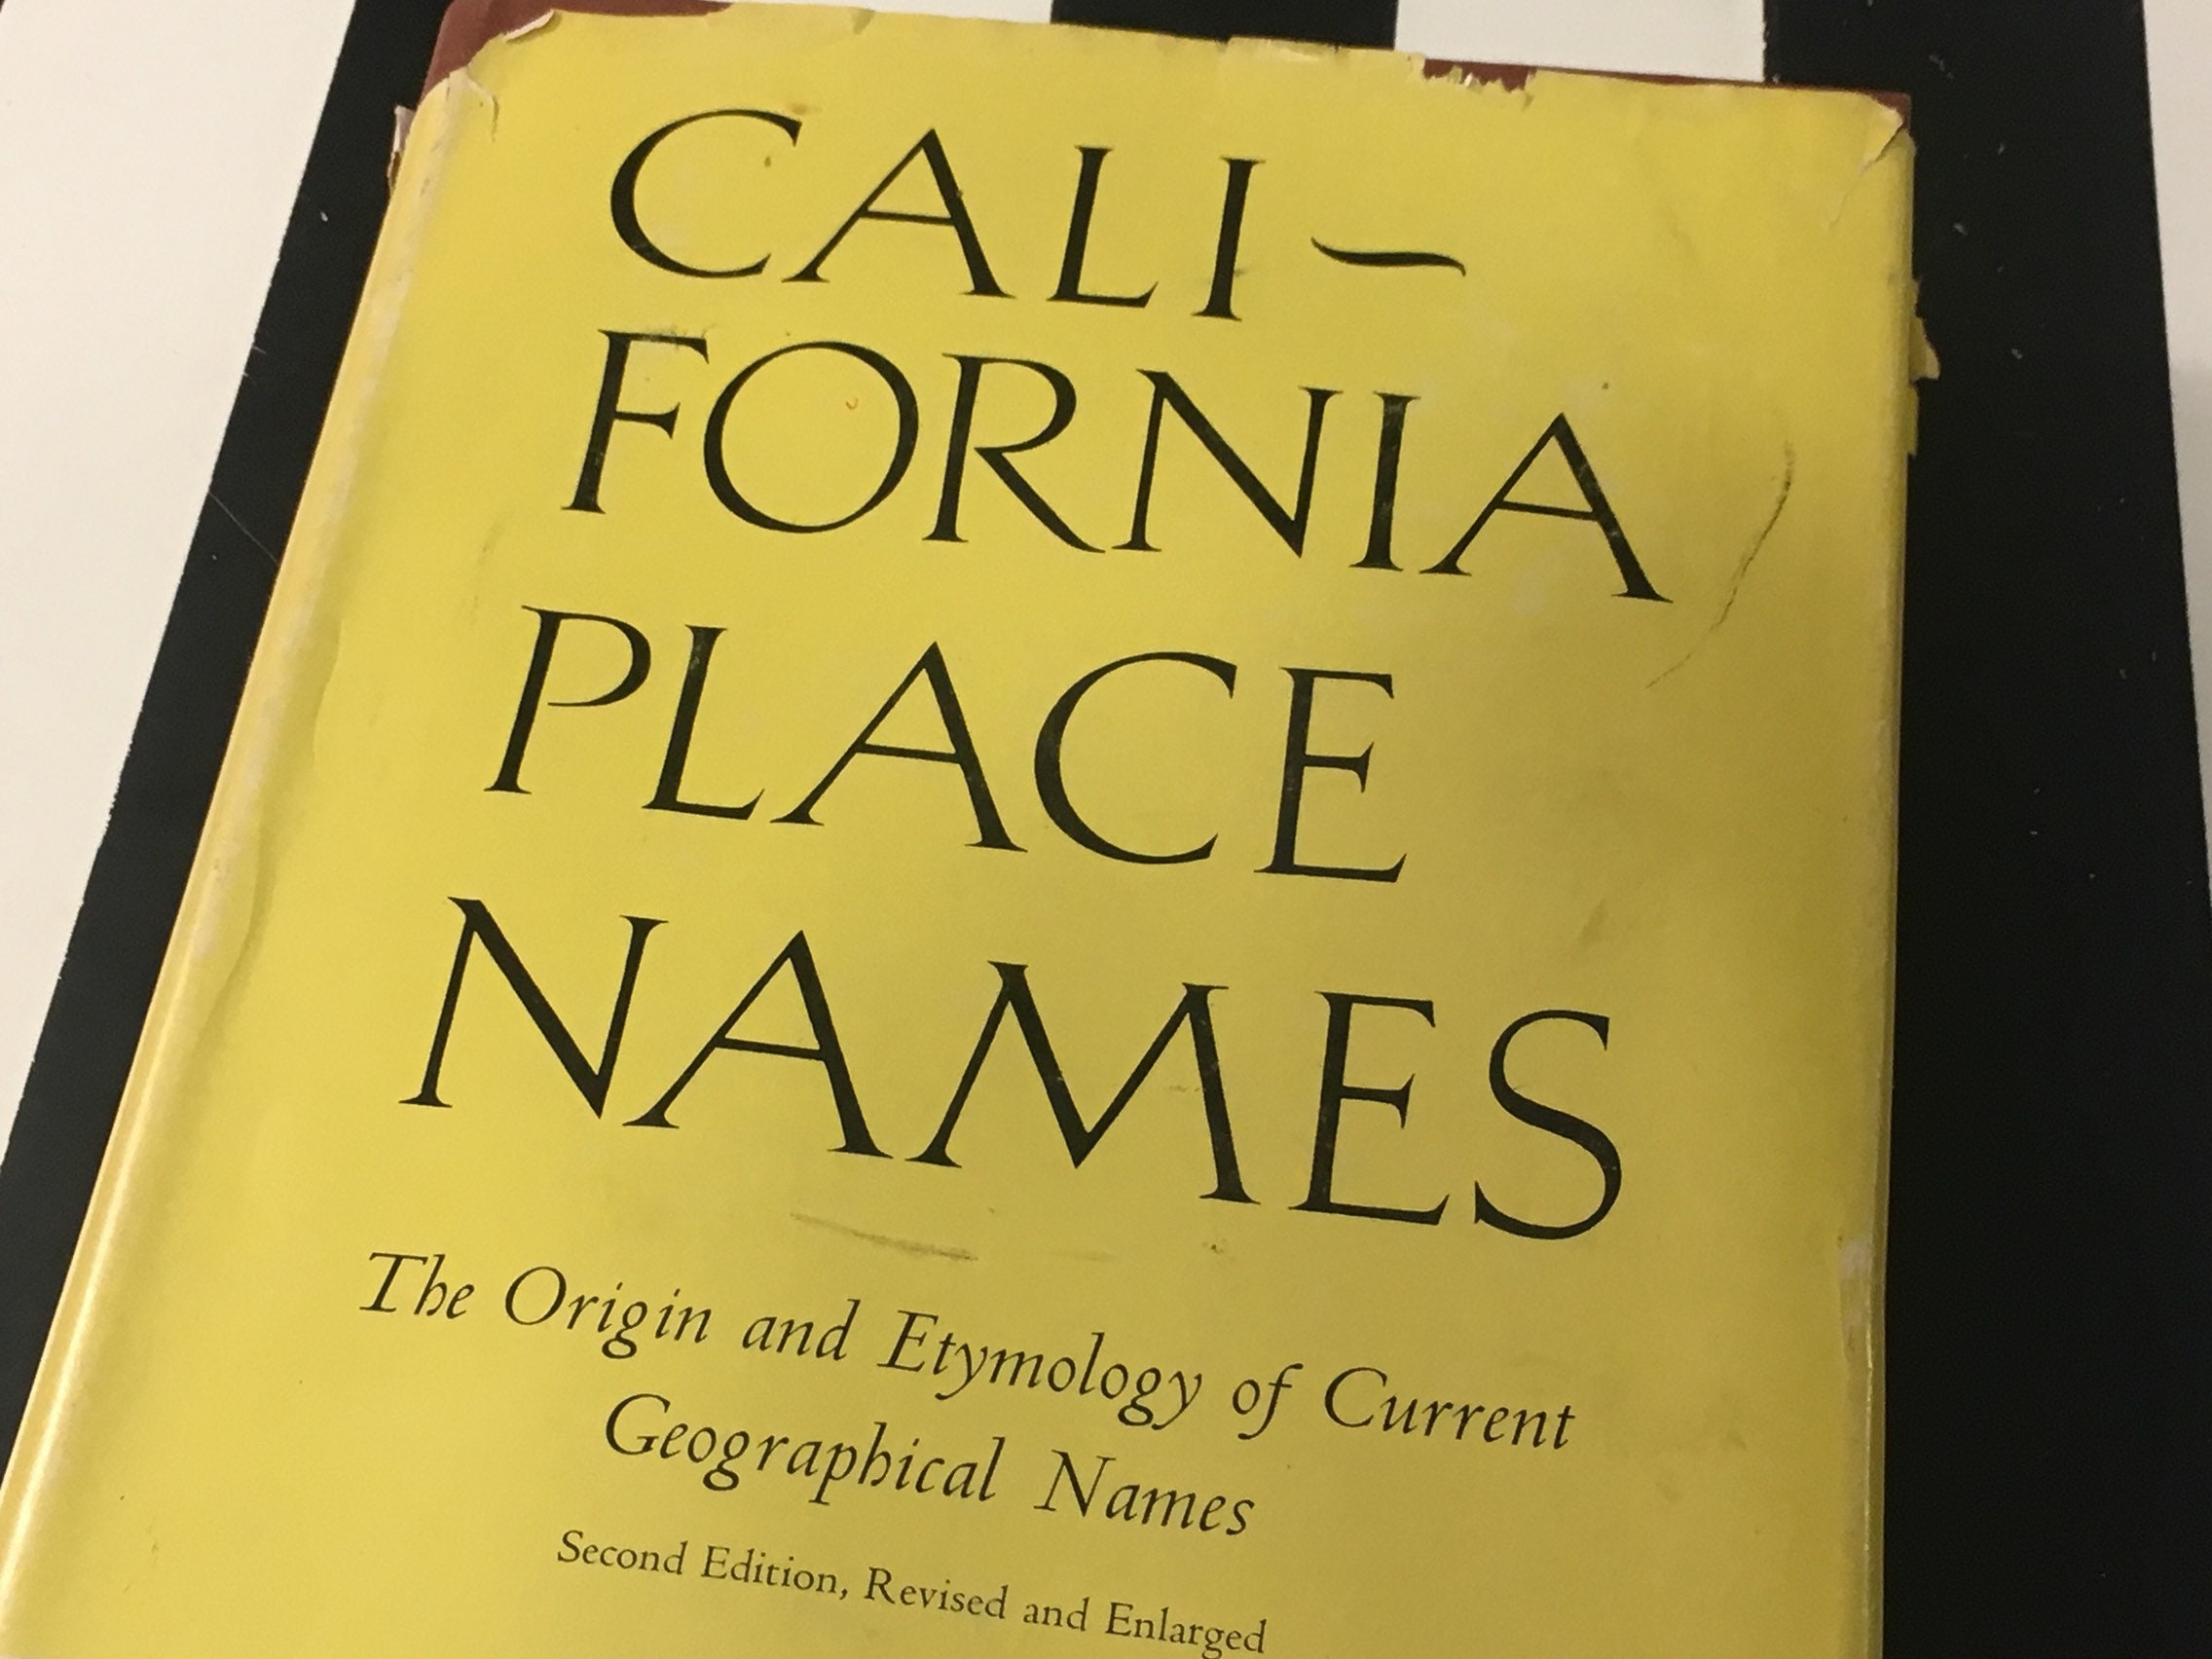 CALI-
FORNIA
PLACE
NAMES
The Origin and Etymology of Current
Geographical Names
Second Edition, Revised and Enlarged